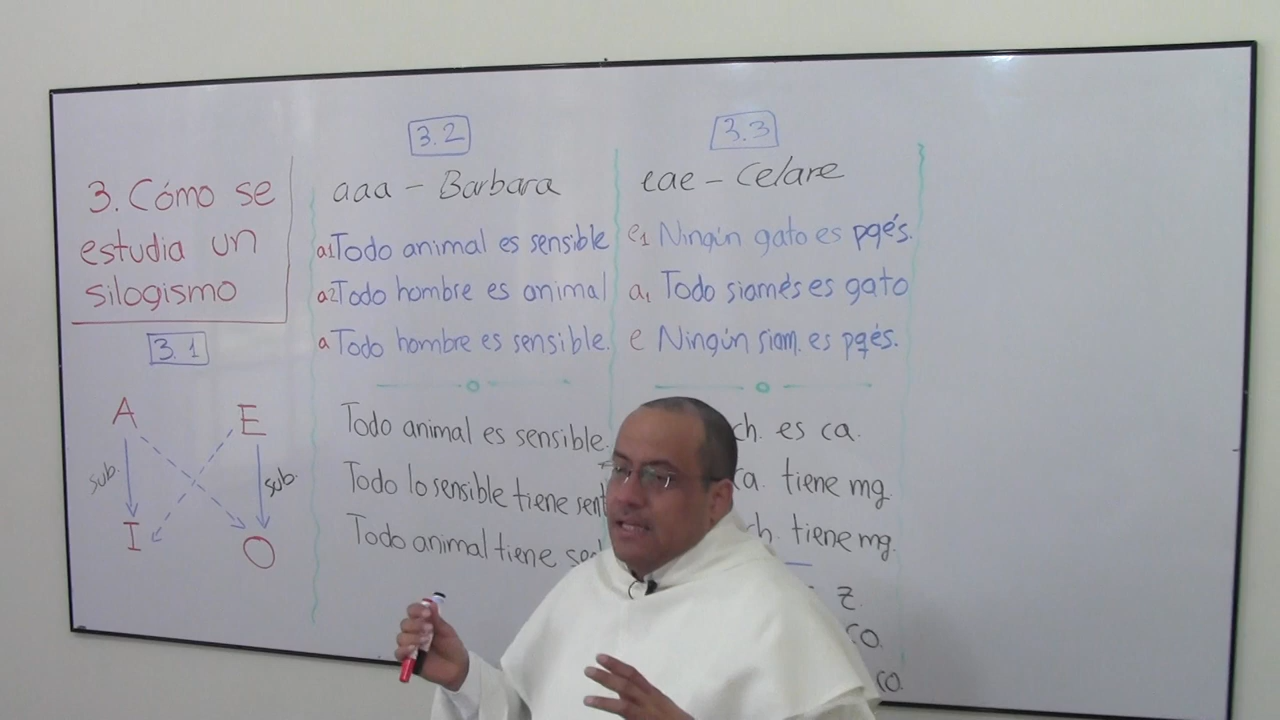 3. Cómo se
estudia un
silogismo
3.1
A E
sub. sub.
I O
3.2
aaa - Barbara
a1 Todo animal es sensible
a2 Todo hombre es animal
a Todo hombre es sensible.
Todo animal es sensible.
Todo lo sensible tiene sent
Todo animal tiene
3.3
eae - Celare
e1 Ningún gato es pqés.
a1 Todo siamés es gato
e Ningún siam. es pqés.
ch. es ca.
ca. tiene mg.
ch. tiene mg.
z.
co.
co.